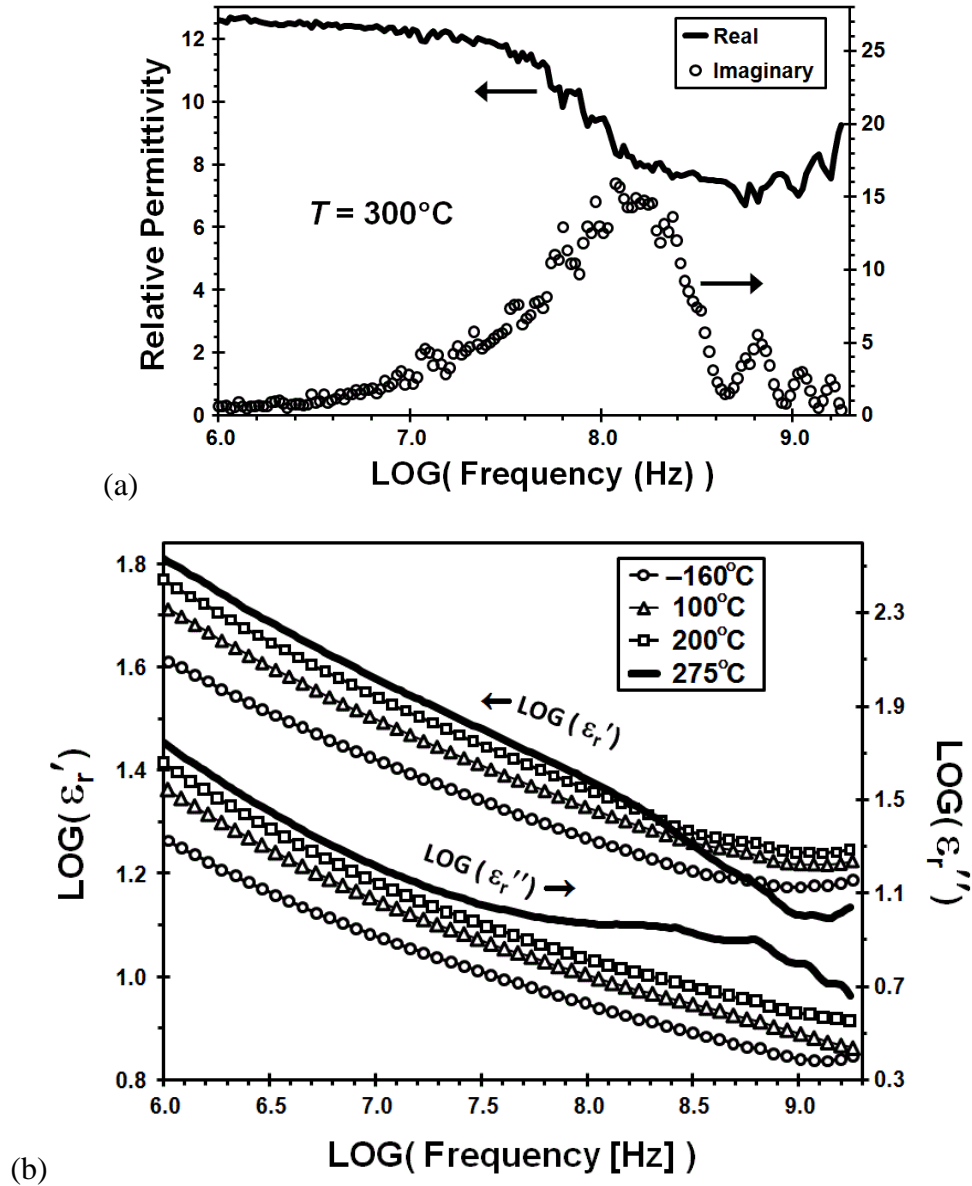 Real
Imaginary
T = 300°C
Relative Permittivity
12
10
8
6
4
2
0
25
20
15
10
5
0
6.0 7.0 8.0 9.0
LOG( Frequency (Hz) )
(a)
–160°C
100°C
200°C
275°C
LOG(εr′)
LOG(εr″)
LOG( εr′ )
1.8
1.6
1.4
1.2
1.0
0.8
2.3
1.9
1.5
1.1
0.7
0.3
LOG(εr″)
6.0 6.5 7.0 7.5 8.0 8.5 9.0
LOG( Frequency [Hz] )
(b)